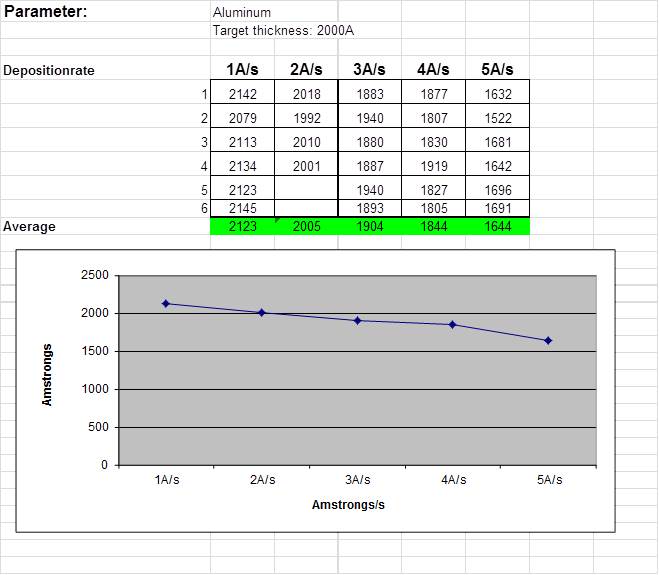 Parameter: Aluminum
Target thickness: 2000A
Depositionrate 1A/s 2A/s 3A/s 4A/s 5A/s
1 2142 2018 1883 1877 1632
2 2079 1992 1940 1807 1522
3 2113 2010 1880 1830 1681
4 2134 2001 1887 1919 1642
5 2123 1940 1827 1696
6 2145 1893 1805 1691
Average 2123 2005 1904 1844 1644
2500
2000
1500
1000
500
0
Amstrongs
1A/s 2A/s 3A/s 4A/s 5A/s
Amstrongs/s